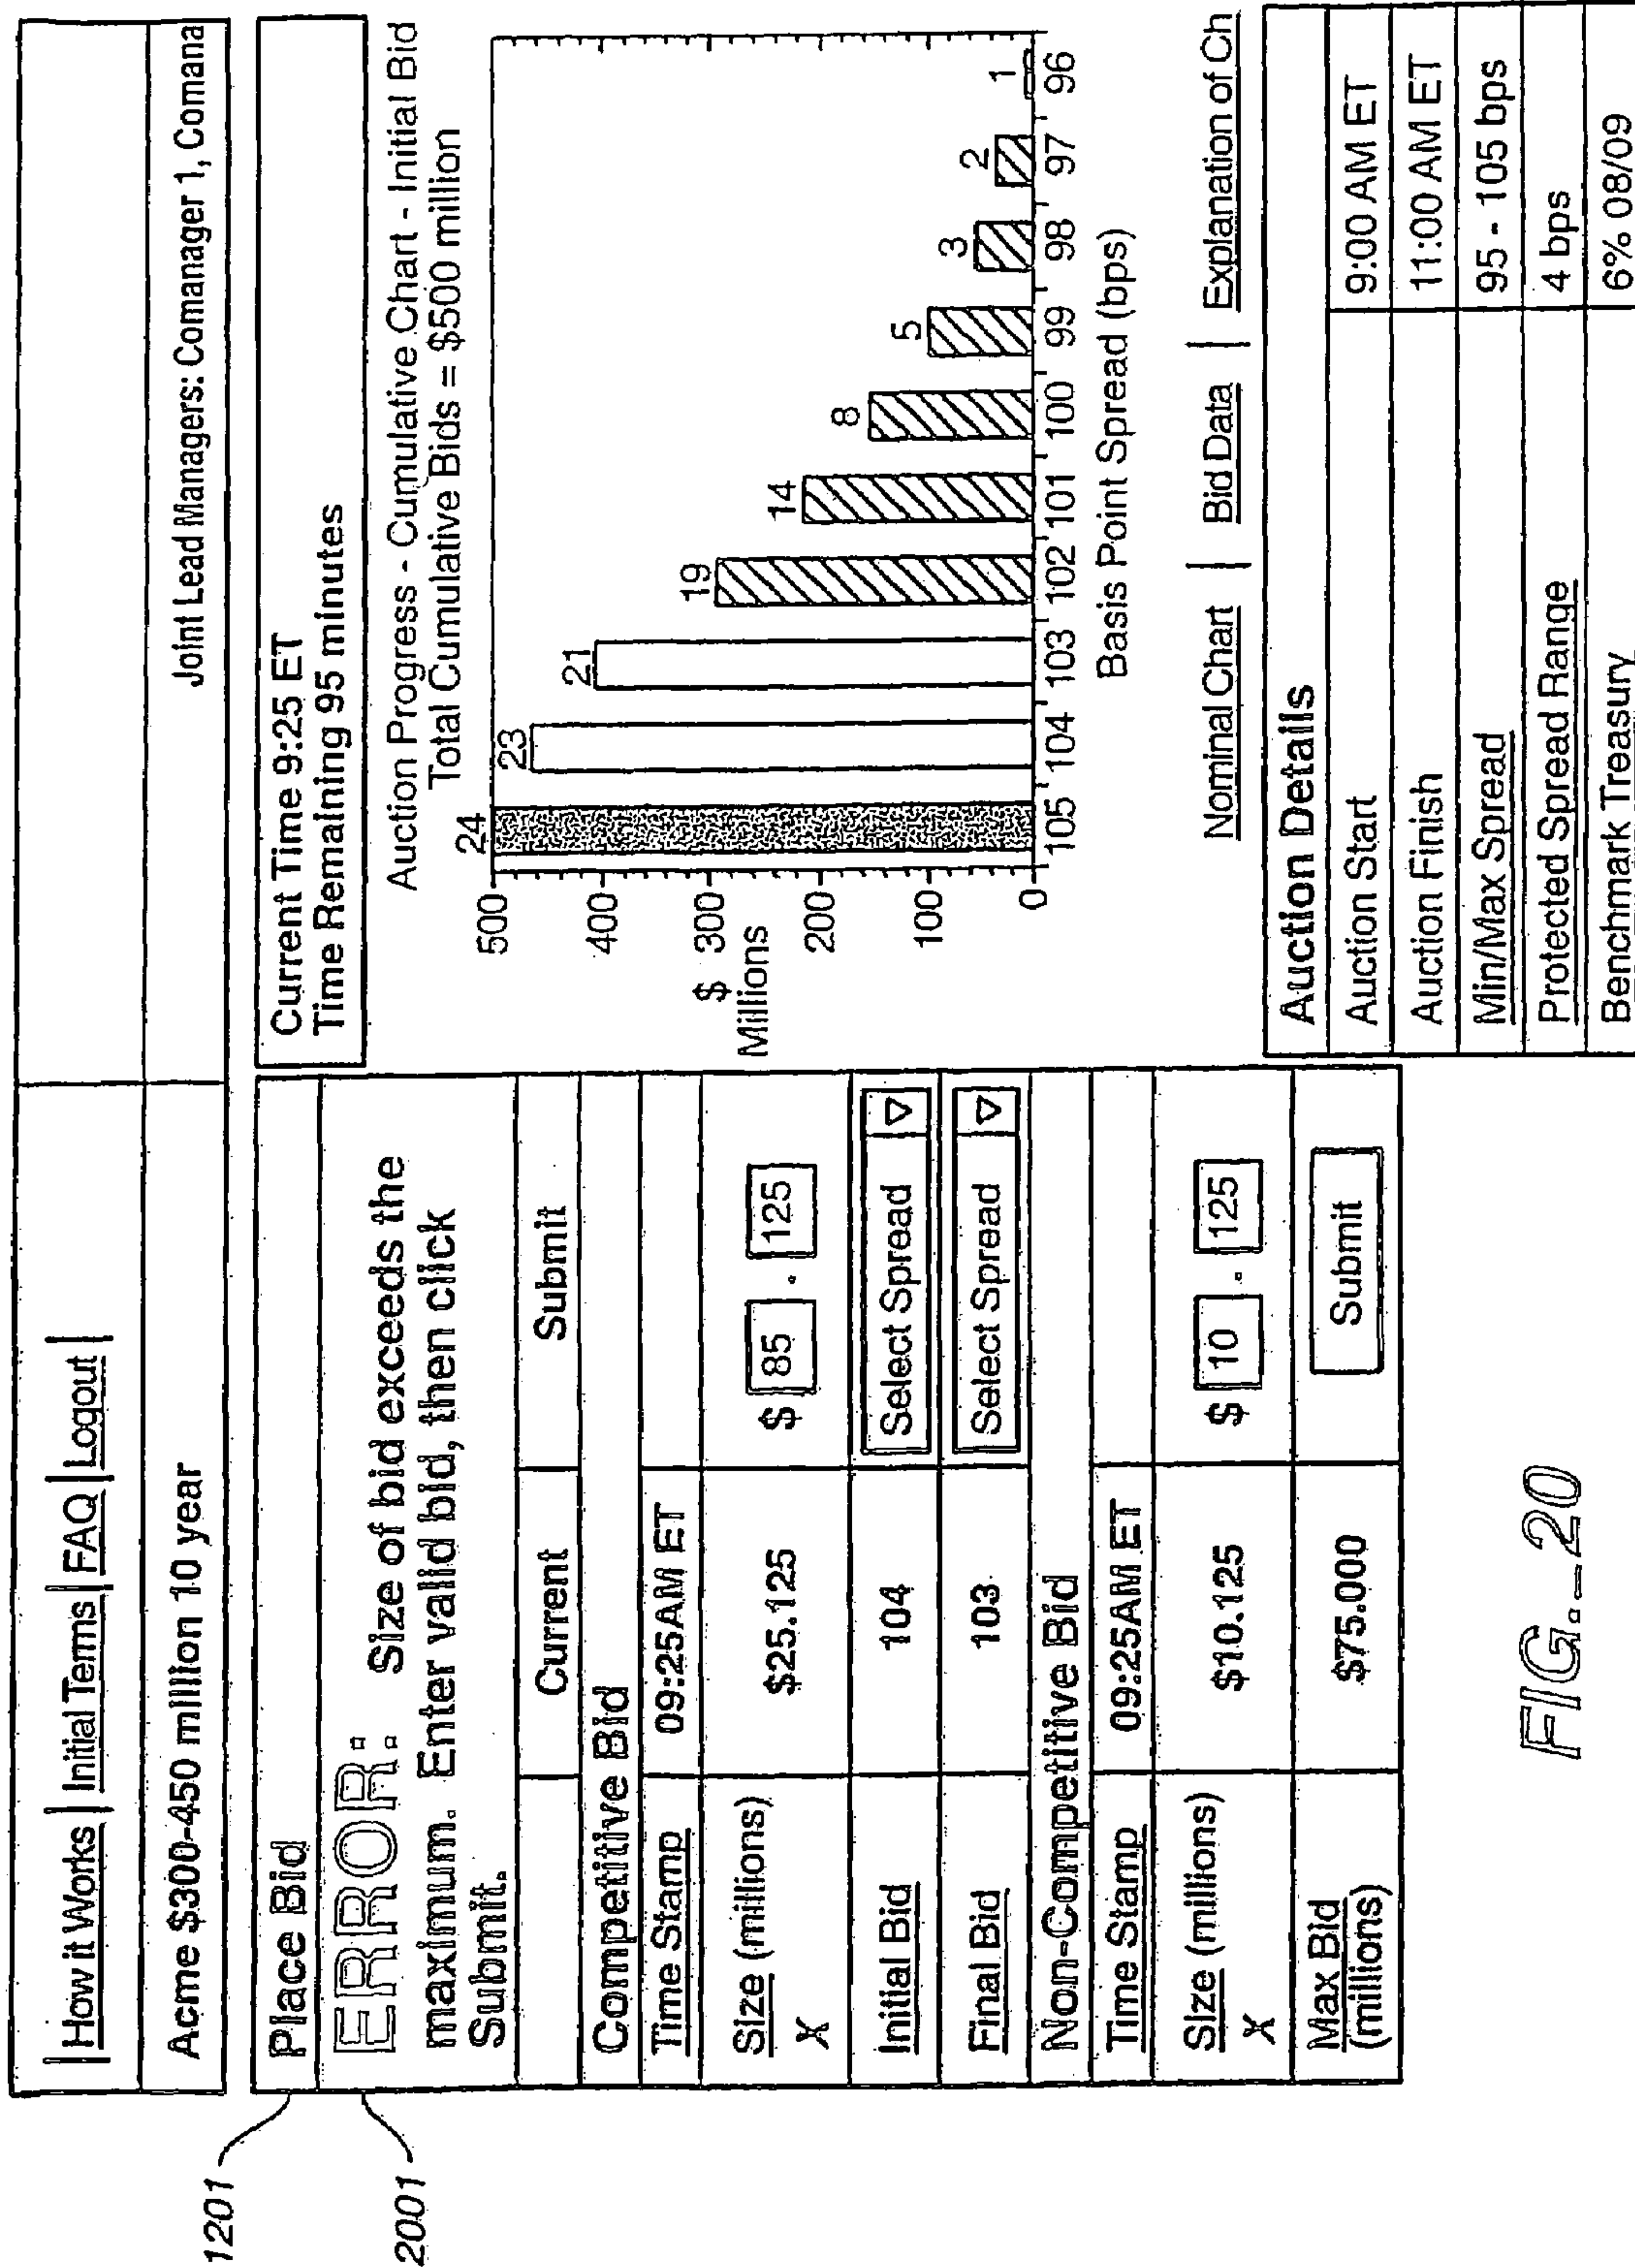 | How it Works | Initial Terms | FAQ | Logout |
Acme $300-450 million 10 year
Joint Lead Managers: Comanager 1, Comana
1201
Place Bid
2001
ERROR: Size of bid exceeds the
maximum. Enter valid bid, then click
Submit.
Current Submit
Competitive Bid
Time Stamp 09:25AM ET
Size (millions) $25.125 $ 85 . 125
X
Initial Bid 104 Select Spread
Final Bid 103 Select Spread
Non-Competitive Bid
Time Stamp 09:25AM ET
Size (millions) $10.125 $ 10 . 125
X
Max Bid $75.000 Submit
(millions)
Current Time 9:25 ET
Time Remaining 95 minutes
Auction Progress - Cumulative Chart - Initial Bid
Total Cumulative Bids = $500 million
500
400
300
200
100
0
$
Millions
24 23 21 19 14 8 5 3 2 1
105 104 103 102 101 100 99 98 97 96
Basis Point Spread (bps)
Nominal Chart | Bid Data | Explanation of Ch
Auction Details
Auction Start 9:00 AM ET
Auction Finish 11:00 AM ET
Min/Max Spread 95 - 105 bps
Protected Spread Range 4 bps
Benchmark Treasury 6% 08/09
FIG._20